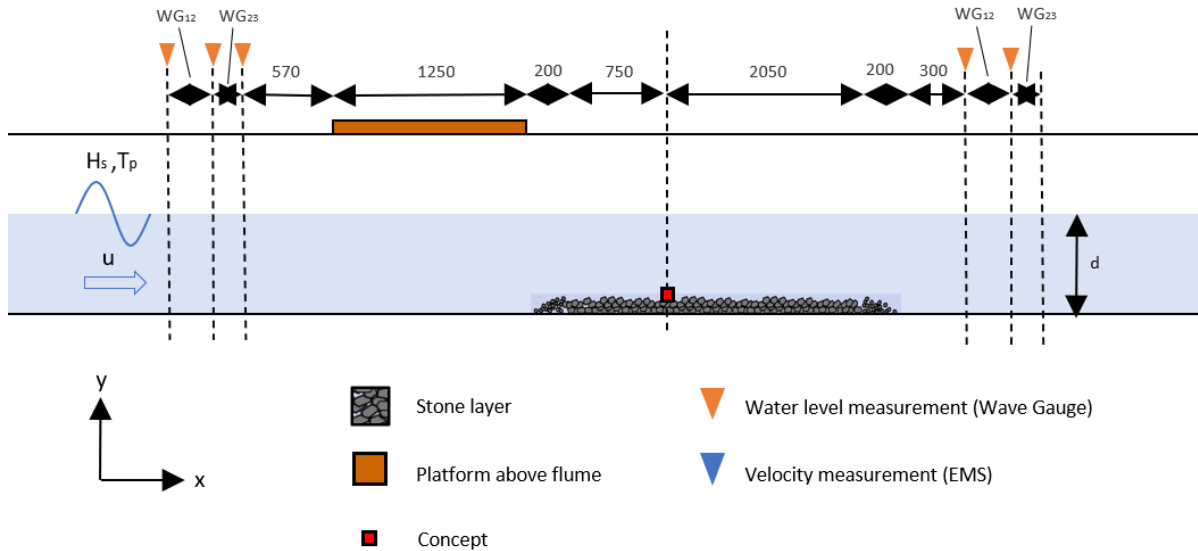 WG12 WG23 WG12 WG23
570 1250 200 750 2050 200 300
Hs ,Tp
u
d
y
x
Stone layer
Water level measurement (Wave Gauge)
Platform above flume
Velocity measurement (EMS)
Concept